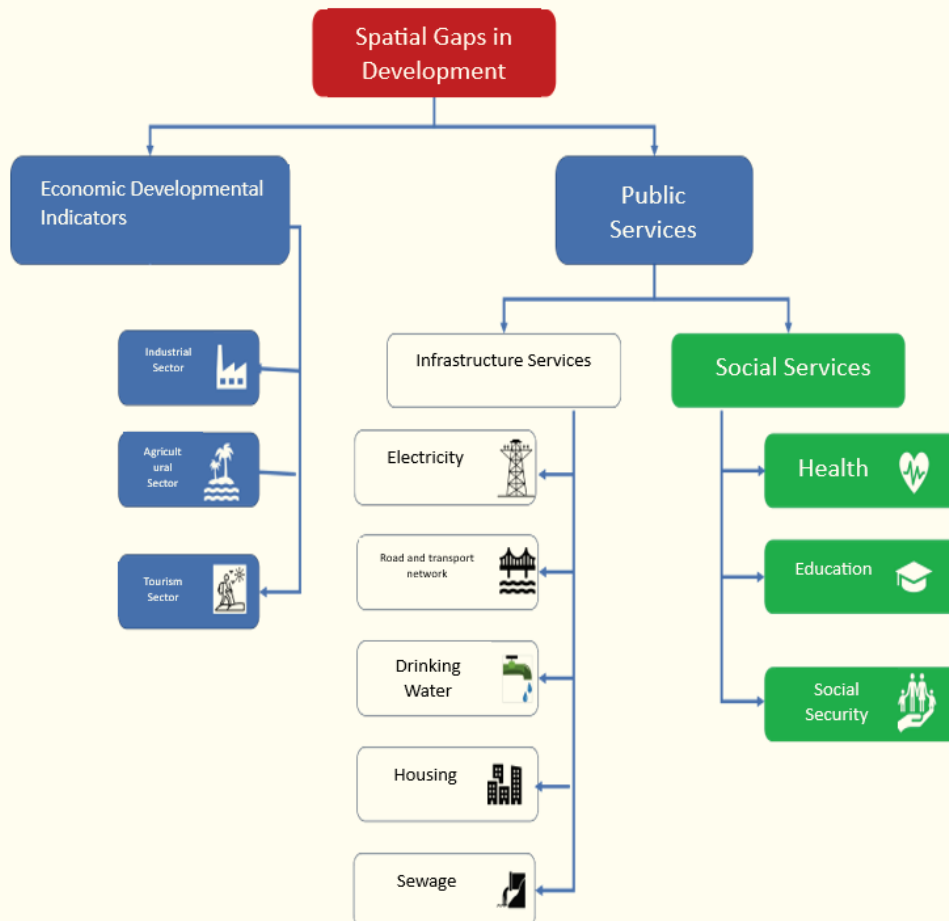 Spatial Gaps in
Development
Economic Developmental
Indicators
Public
Services
Industrial
Sector
Agricult
ural
Sector
Tourism
Sector
Infrastructure Services
Electricity
Road and transport
network
Drinking
Water
Housing
Sewage
Social Services
Health
Education
Social
Security